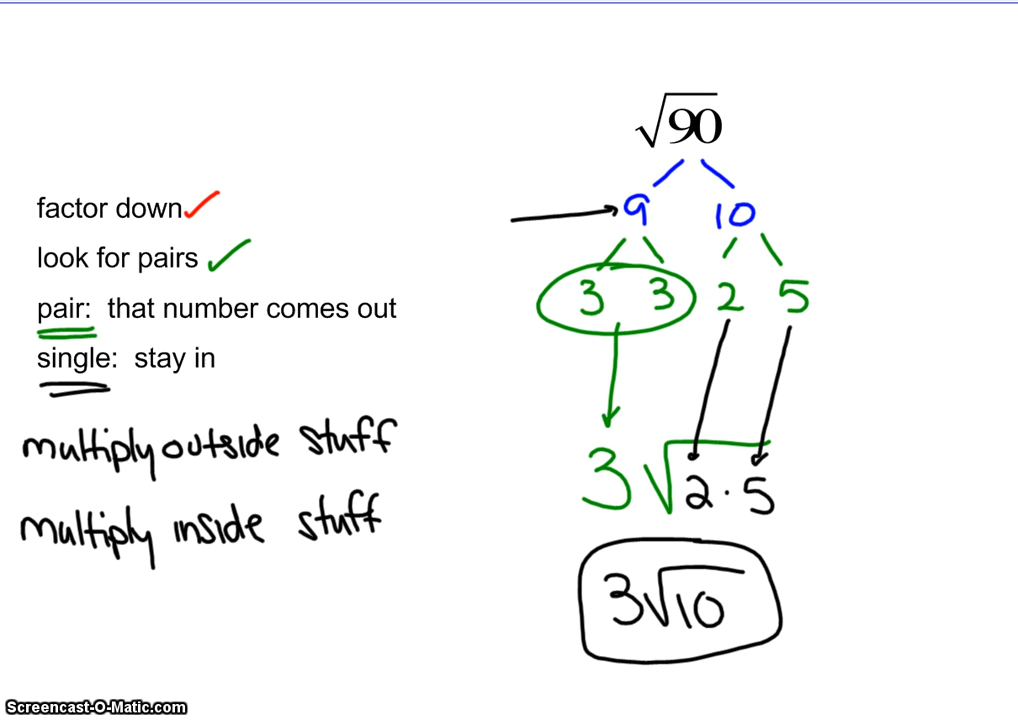 √90
factor down
9 10
look for pairs
3 3 2 5
pair: that number comes out
single: stay in
multiply outside stuff
3√2·5
multiply inside stuff
3√10
Screencast-O-Matic.com